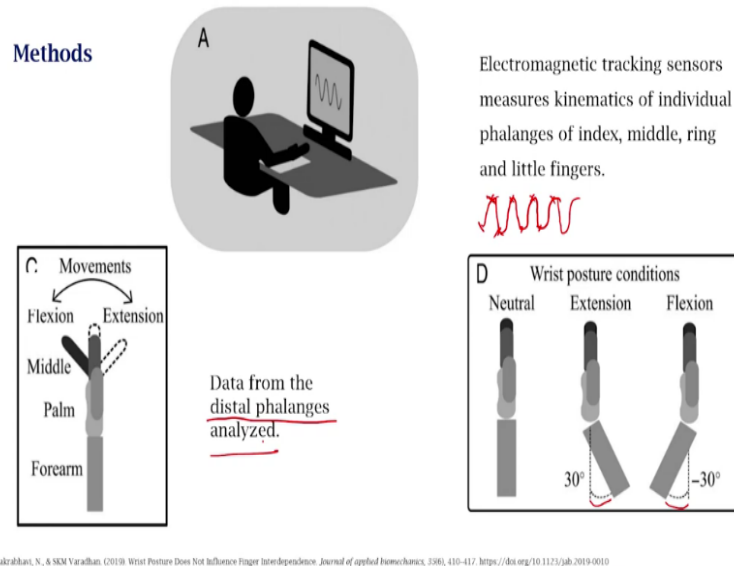 Methods
A
Electromagnetic tracking sensors
measures kinematics of individual
phalanges of index, middle, ring
and little fingers.
C.
Movements
Flexion
Extension
Middle
Palm
Forearm
Data from the
distal phalanges
analyzed.
D
Wrist posture conditions
Neutral
Extension
Flexion
30°
–30°
N., & SKM Varadhan. (2019). Wrist Posture Does Not Influence Finger Interdependence. Journal of applied biomechanics, 35(6), 410–417. https://doi.org/10.1123/jab.2019-0010